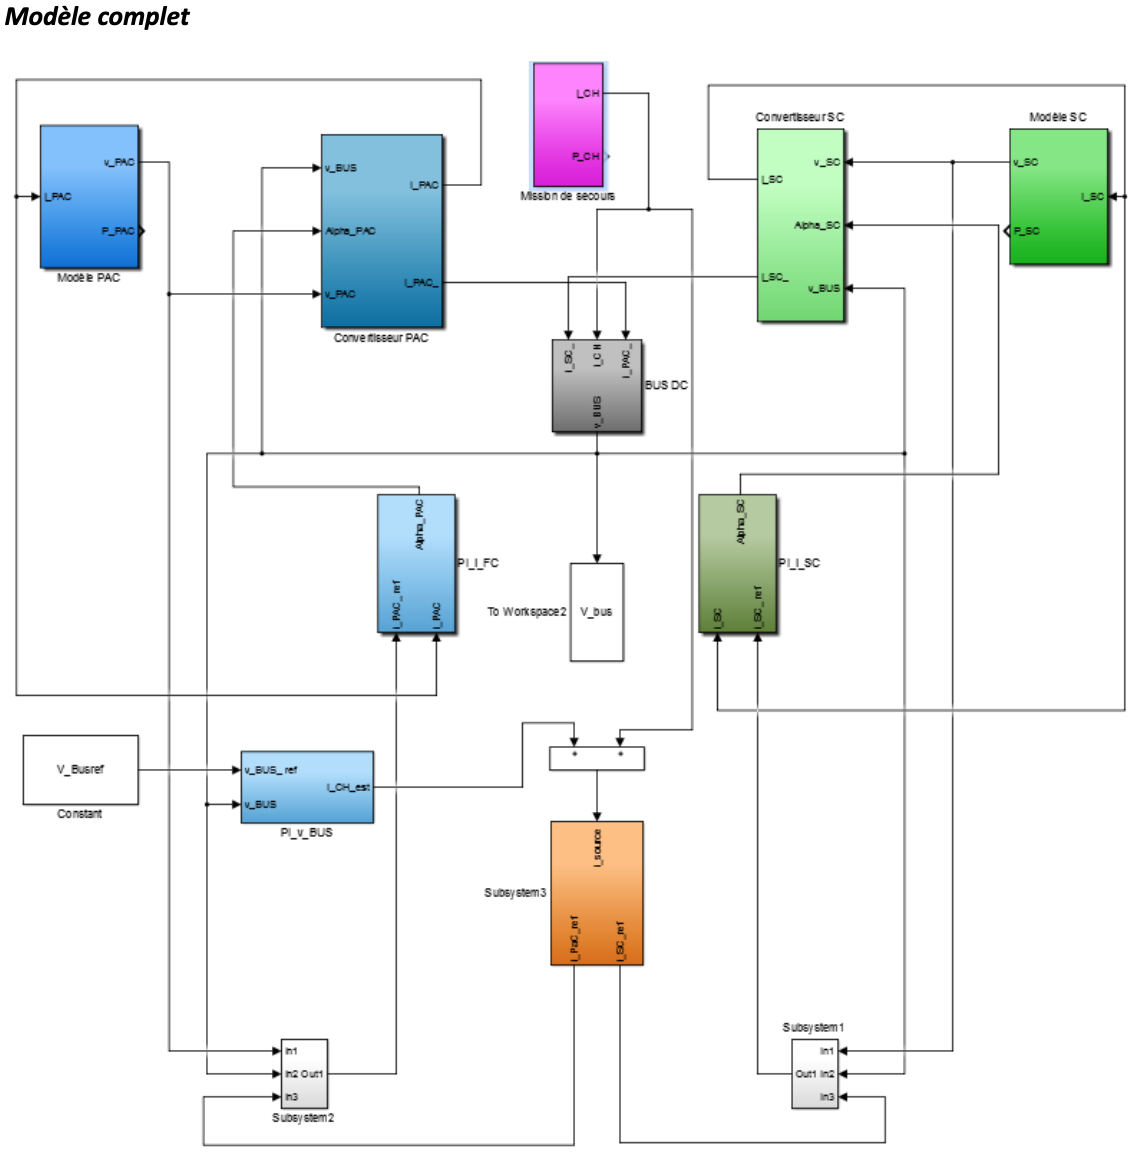 Modèle complet
I_CH
P_CH
Mission de secours
v_PAC
I_PAC
P_PAC
Modèle PAC
v_BUS
I_PAC
Alpha_PAC
I_PAC_
v_PAC
Convertisseur PAC
Convertisseur SC
v_SC
I_SC
Alpha_SC
I_SC_
v_BUS
Modèle SC
v_SC
I_SC
P_SC
I_SC_
I_CH
I_PAC_
v_BUS
BUS DC
Alpha_PAC
I_PAC_ref
I_PAC
PI_I_FC
To Workspace2
V_bus
Alpha_SC
I_SC
I_SC_ref
PI_I_SC
V_Busref
Constant
v_BUS_ref
I_CH_est
v_BUS
PI_v_BUS
I_source
Subsystem3
I_PaC_ref
I_SC_ref
In1
In2 Out1
In3
Subsystem2
Subsystem1
In1
Out1 In2
In3